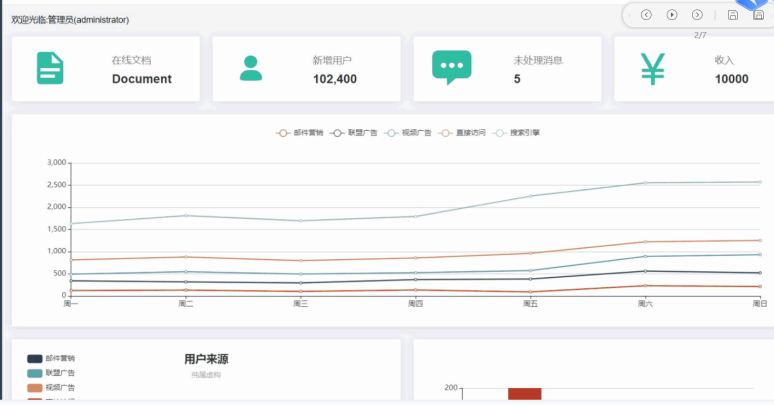 欢迎光临:管理员(administrator)
2/7
在线文档
Document
新增用户
102,400
未处理消息
5
收入
10000
邮件营销 联盟广告 视频广告 直接访问 搜索引擎
3,000
2,500
2,000
1,500
1,000
500
0
周一 周二 周三 周四 周五 周六 周日
用户来源
纯属虚构
邮件营销
联盟广告
视频广告
200